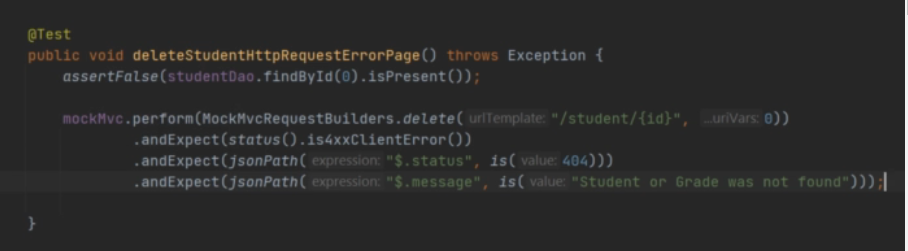 @Test
public void deleteStudentHttpRequestErrorPage() throws Exception {
assertFalse(studentDao.findById(0).isPresent());
mockMvc.perform(MockMvcRequestBuilders.delete( urlTemplate: "/student/{id}", ...uriVars: 0))
.andExpect(status().is4xxClientError())
.andExpect(jsonPath( expression: "$.status", is( value: 404)))
.andExpect(jsonPath( expression: "$.message", is( value: "Student or Grade was not found")));
}